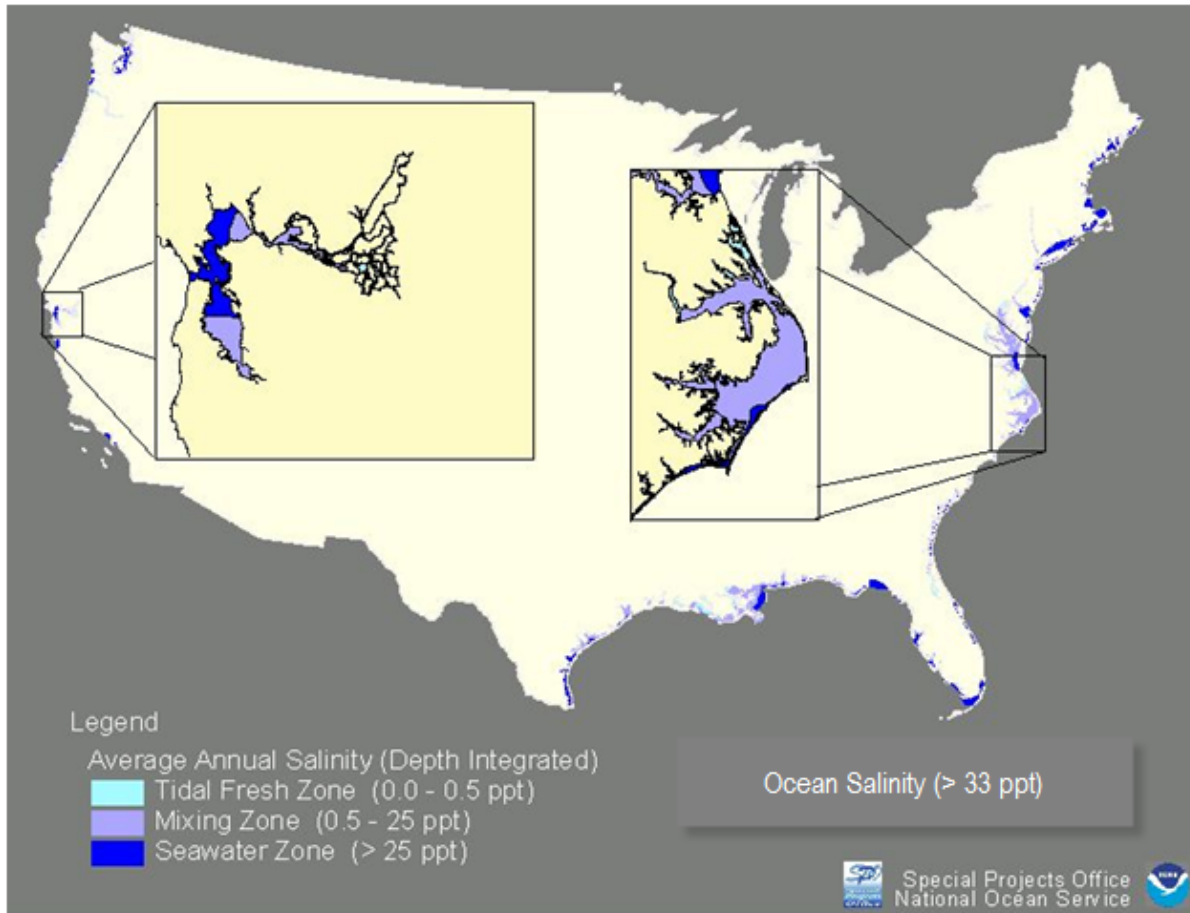 Legend
Average Annual Salinity (Depth Integrated)
Tidal Fresh Zone (0.0 - 0.5 ppt)
Mixing Zone (0.5 - 25 ppt)
Seawater Zone (> 25 ppt)
Ocean Salinity (> 33 ppt)
Special Projects Office
National Ocean Service